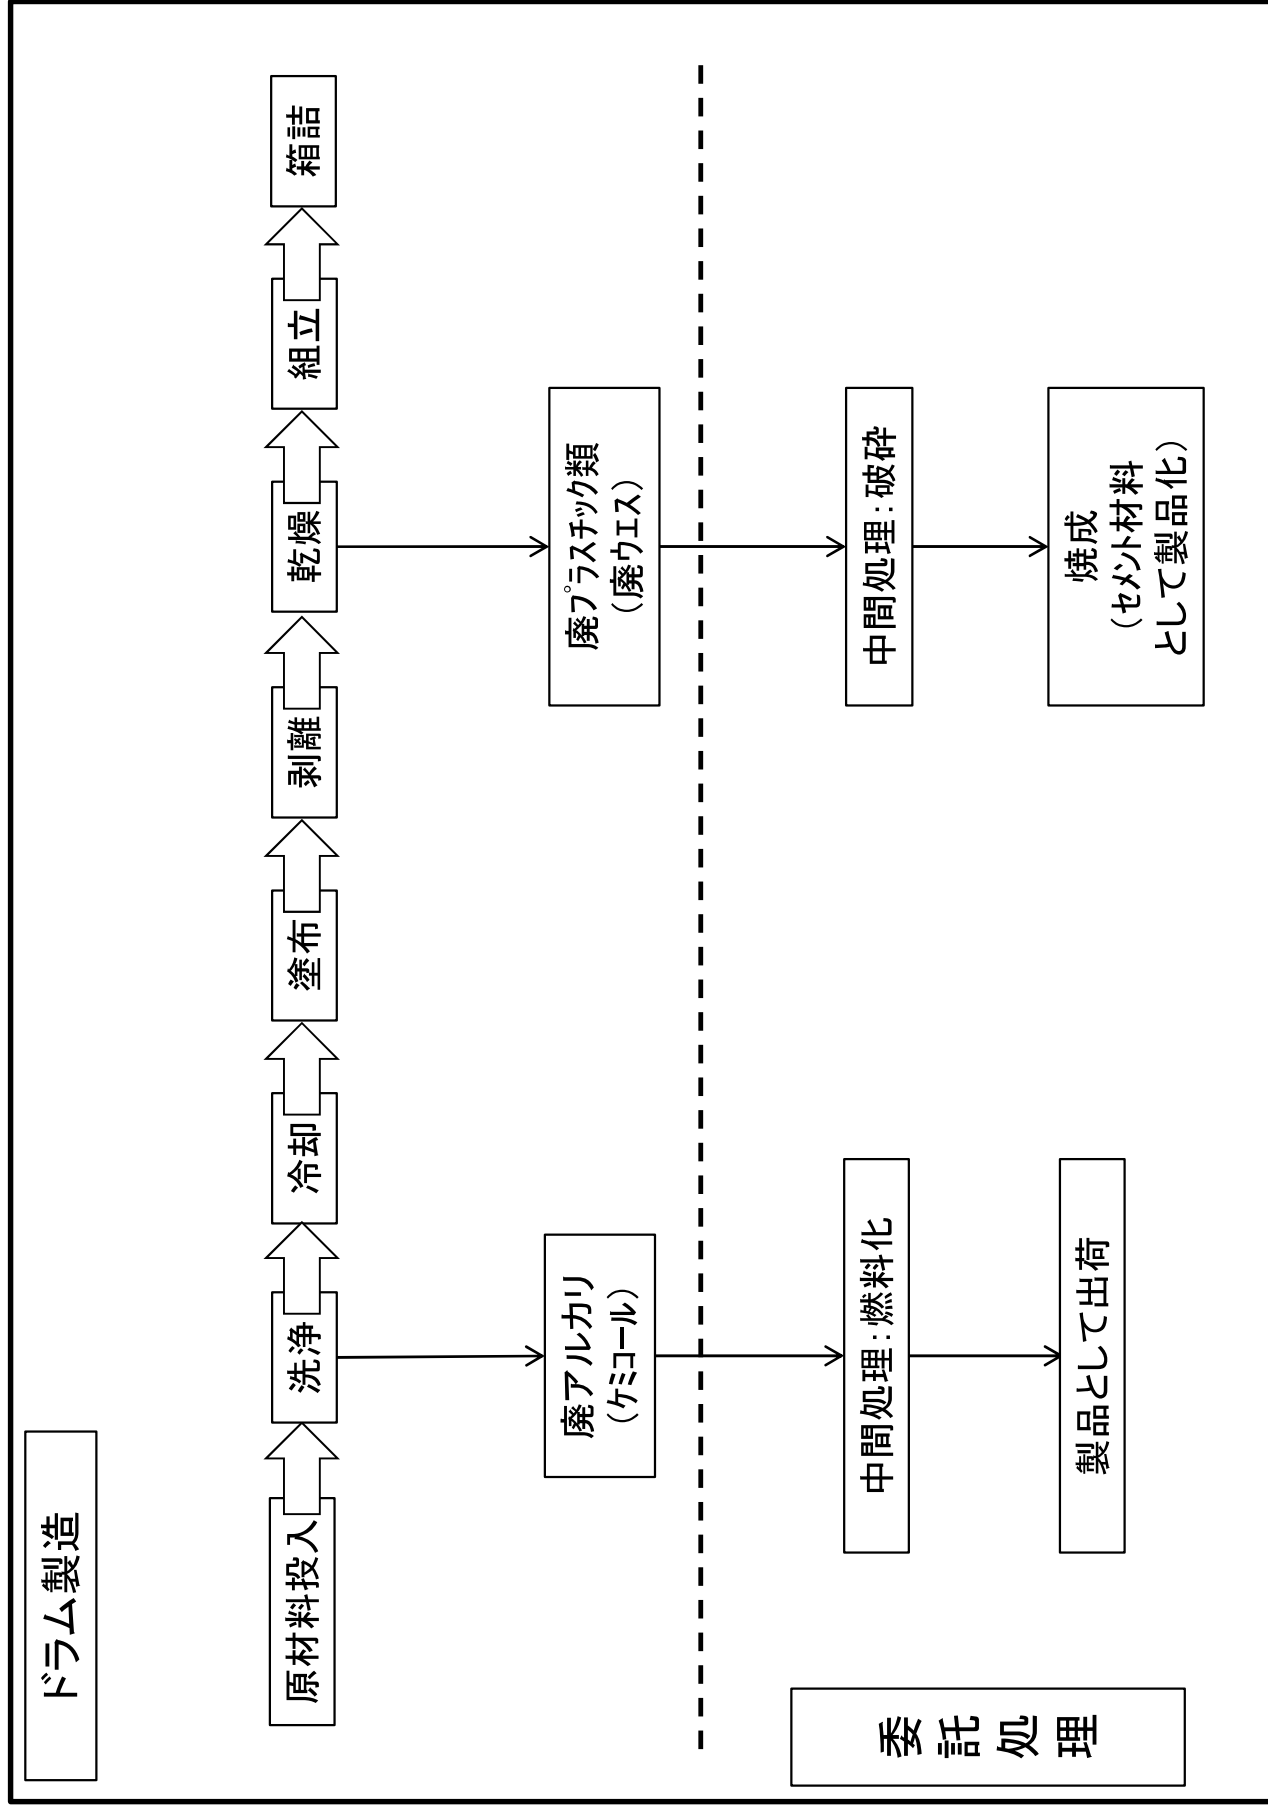 ドラム製造
原材料投入
洗浄
冷却
塗布
剥離
乾燥
組立
箱詰
廃アルカリ
（ケミコール）
廃プラスチック類
（廃ウエス）
委託処理
中間処理：燃料化
中間処理：破砕
製品として出荷
焼成
（セメント材料
として製品化）